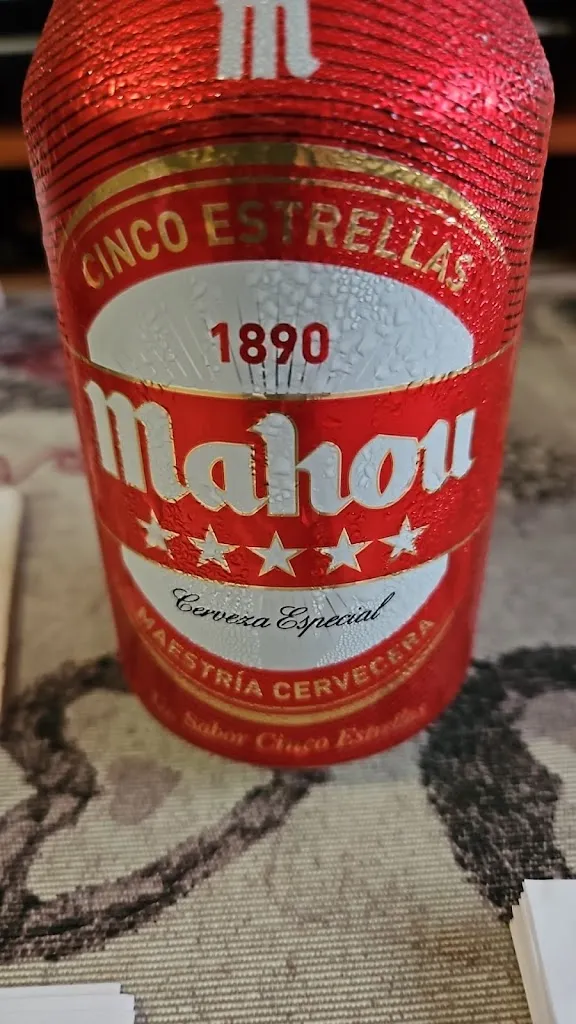 m
CINCO ESTRELLAS
1890
Mahou
Cerveza Especial
MAESTRÍA CERVECERA
Sabor Cinco Estrellas